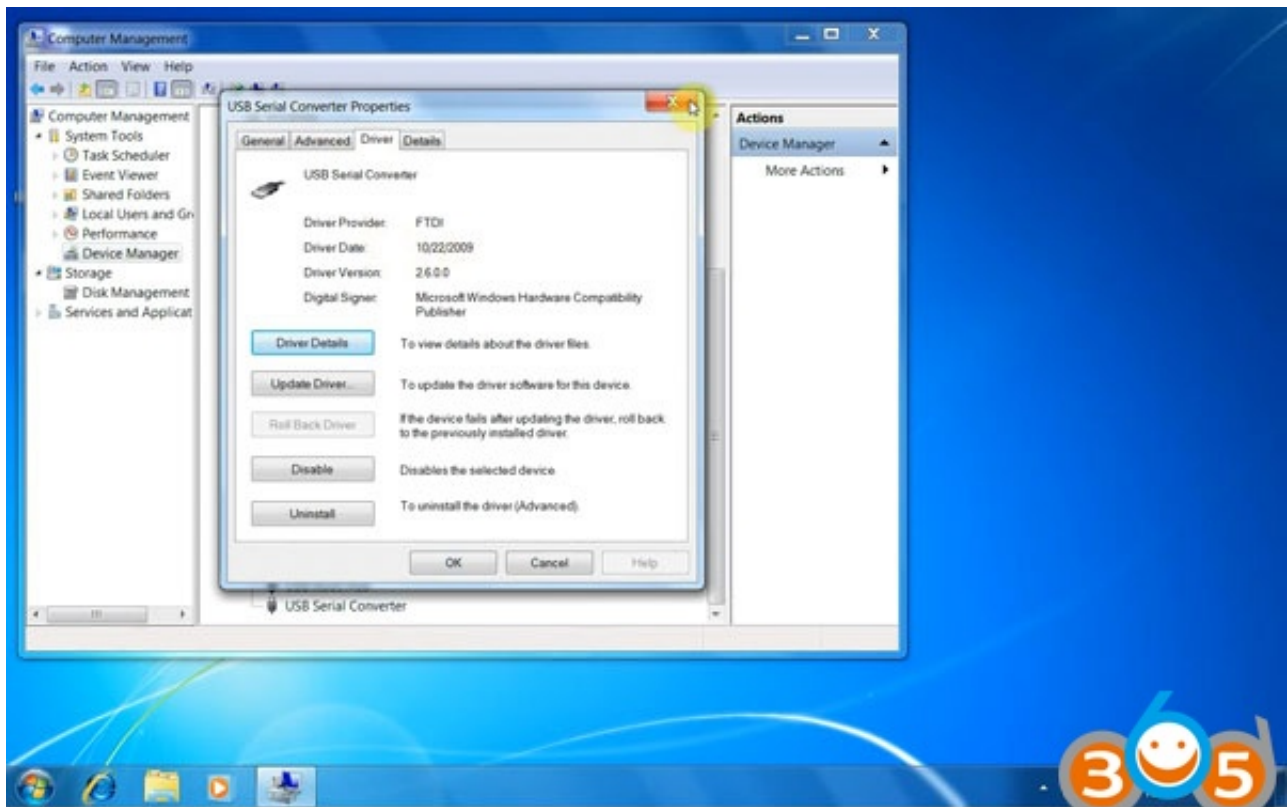 Computer Management
File Action View Help
Computer Management
System Tools
Task Scheduler
Event Viewer
Shared Folders
Local Users and Gr
Performance
Device Manager
Storage
Disk Management
Services and Applicat
USB Serial Converter Properties
General Advanced Driver Details
USB Serial Converter
Driver Provider: FTDI
Driver Date: 10/22/2009
Driver Version: 2.6.0.0
Digital Signer: Microsoft Windows Hardware Compatibility
Publisher
Driver Details To view details about the driver files.
Update Driver... To update the driver software for this device.
Roll Back Driver If the device fails after updating the driver, roll back
to the previously installed driver.
Disable Disables the selected device.
Uninstall To uninstall the driver (Advanced).
OK Cancel Help
USB Serial Converter
Actions
Device Manager
More Actions
365